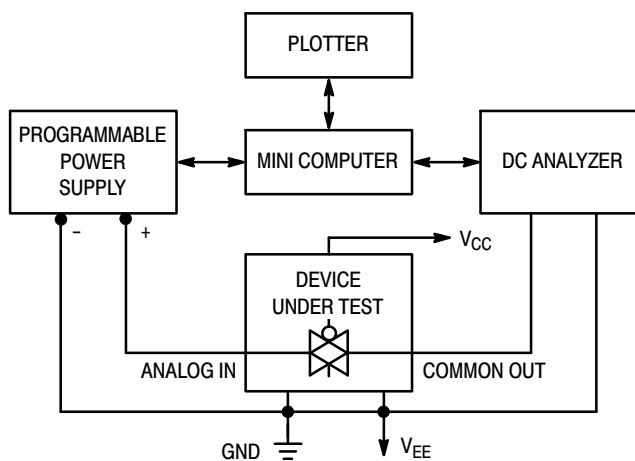 PLOTTER
PROGRAMMABLE
POWER
SUPPLY
MINI COMPUTER
DC ANALYZER
–
+
VCC
DEVICE
UNDER TEST
ANALOG IN
COMMON OUT
GND
VEE